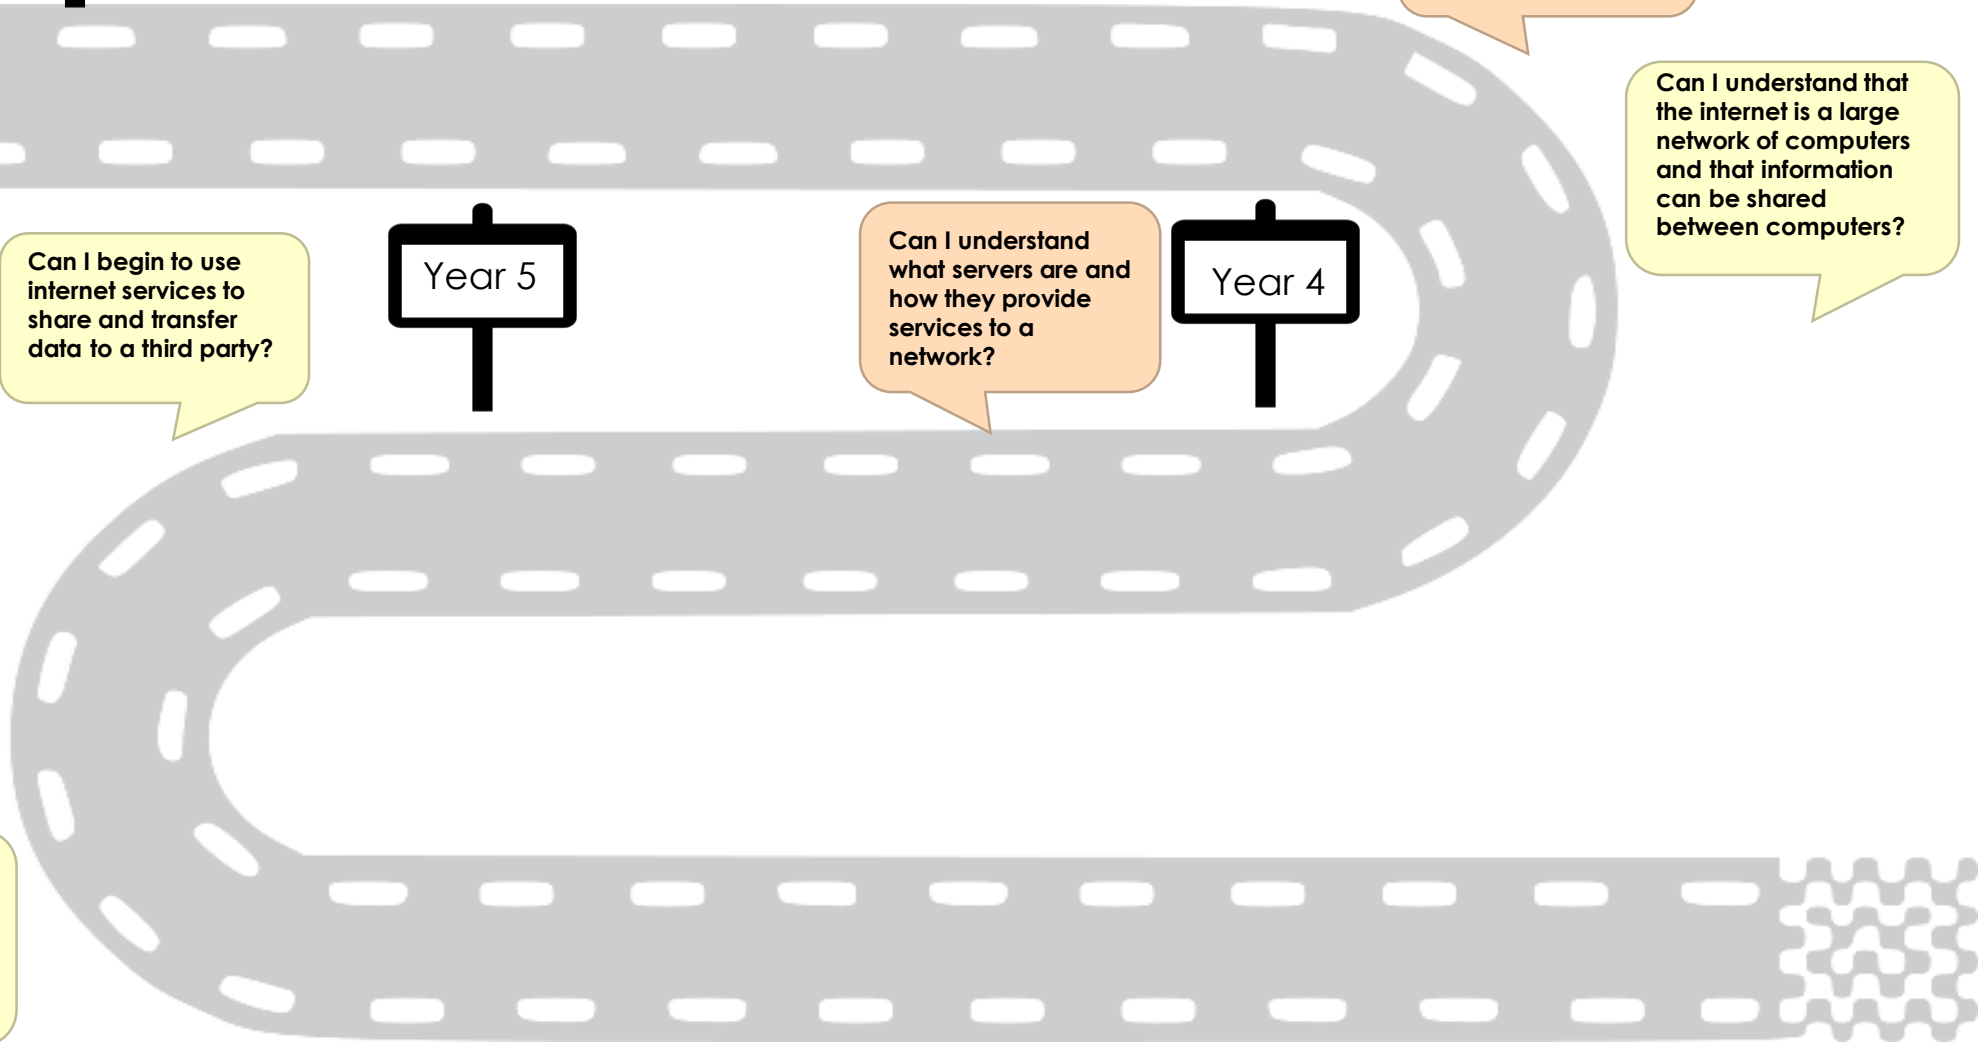 Can I understand that
the internet is a large
network of computers
and that information
can be shared
between computers?
Can I begin to use
internet services to
share and transfer
data to a third party?
Year 5
Can I understand
what servers are and
how they provide
services to a
network?
Year 4